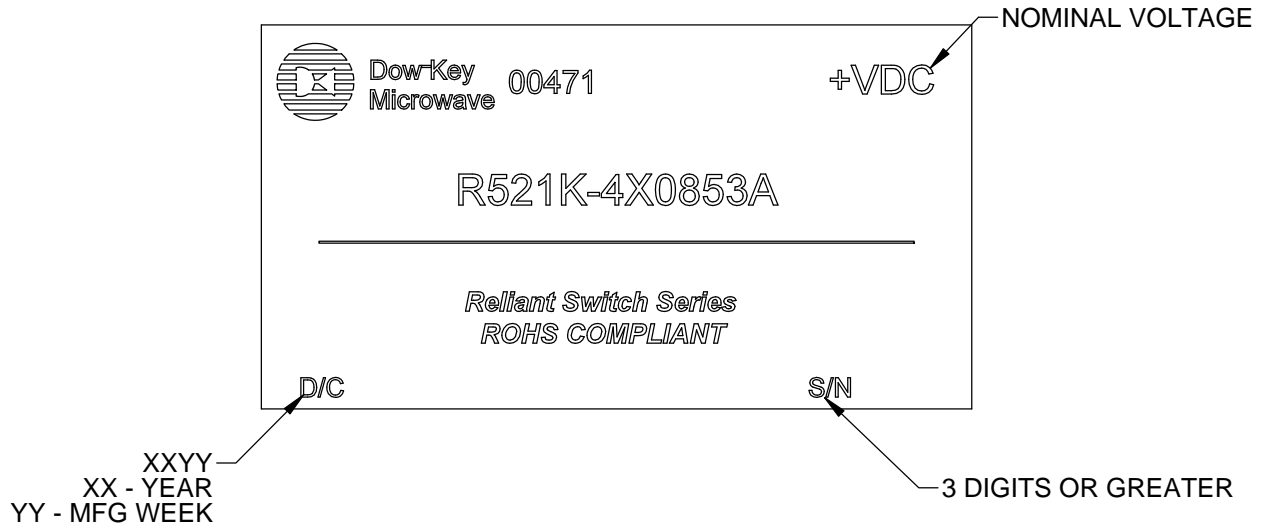 NOMINAL VOLTAGE
Dow-Key
Microwave
00471
+VDC
R521K-4X0853A
Reliant Switch Series
ROHS COMPLIANT
D/C
S/N
XXYY
XX - YEAR
YY - MFG WEEK
3 DIGITS OR GREATER